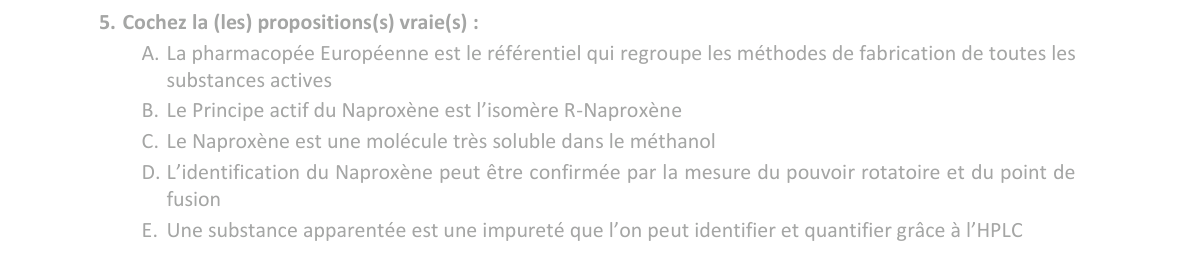 5. Cochez la (les) propositions(s) vraie(s) :
A. La pharmacopée Européenne est le référentiel qui regroupe les méthodes de fabrication de toutes les
substances actives
B. Le Principe actif du Naproxène est l’isomère R-Naproxène
C. Le Naproxène est une molécule très soluble dans le méthanol
D. L’identification du Naproxène peut être confirmée par la mesure du pouvoir rotatoire et du point de
fusion
E. Une substance apparentée est une impureté que l’on peut identifier et quantifier grâce à l’HPLC